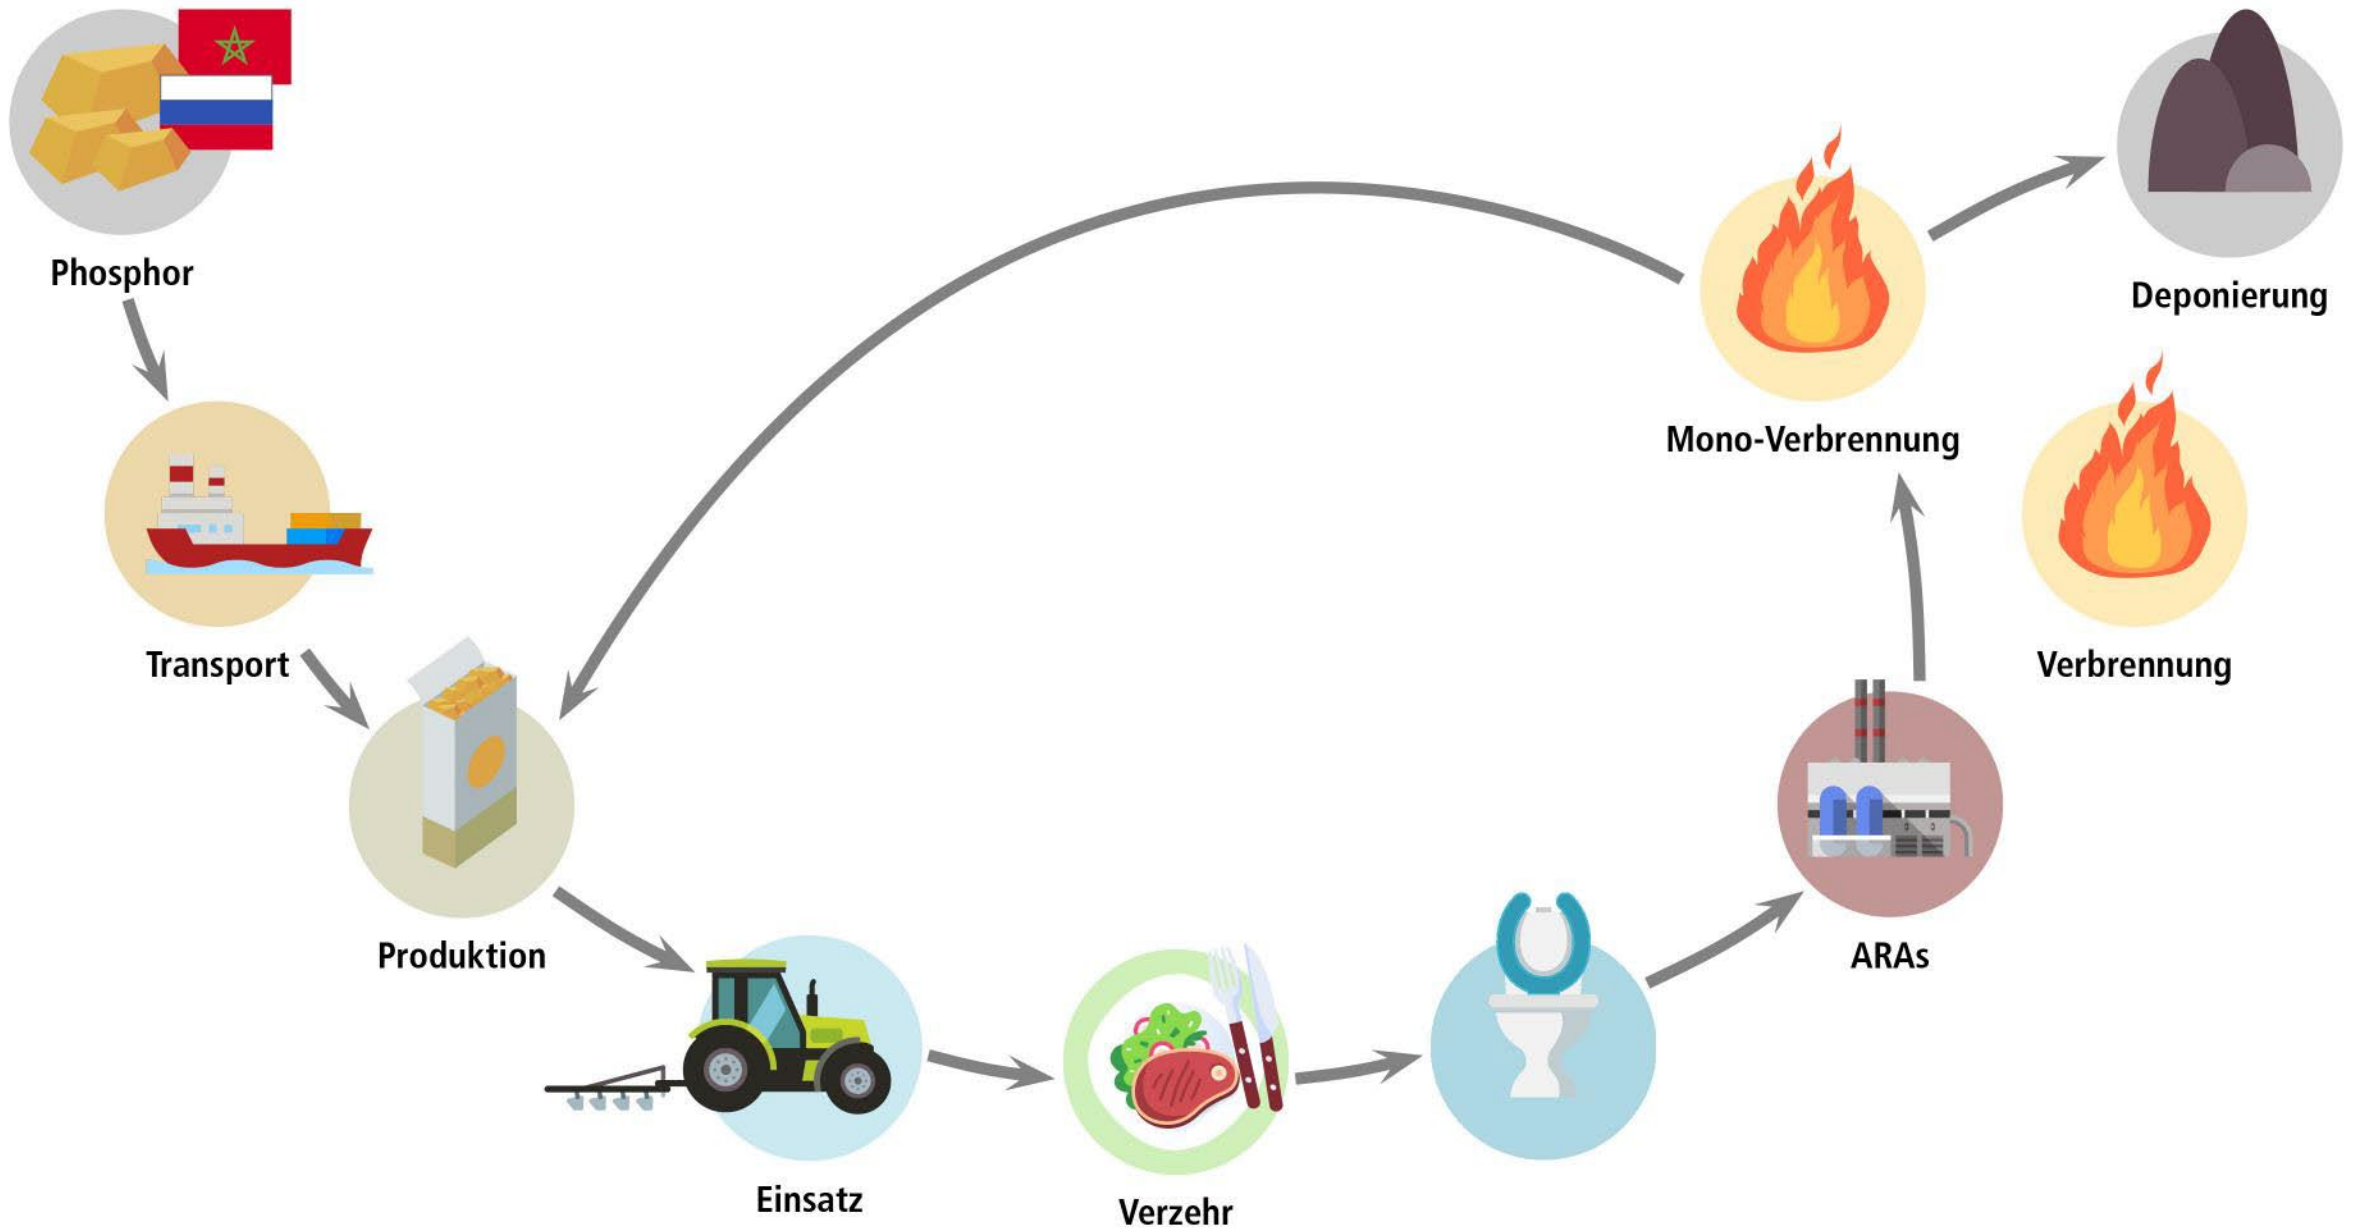 Phosphor
Transport
Produktion
Einsatz
Verzehr
ARAs
Mono-Verbrennung
Verbrennung
Deponierung